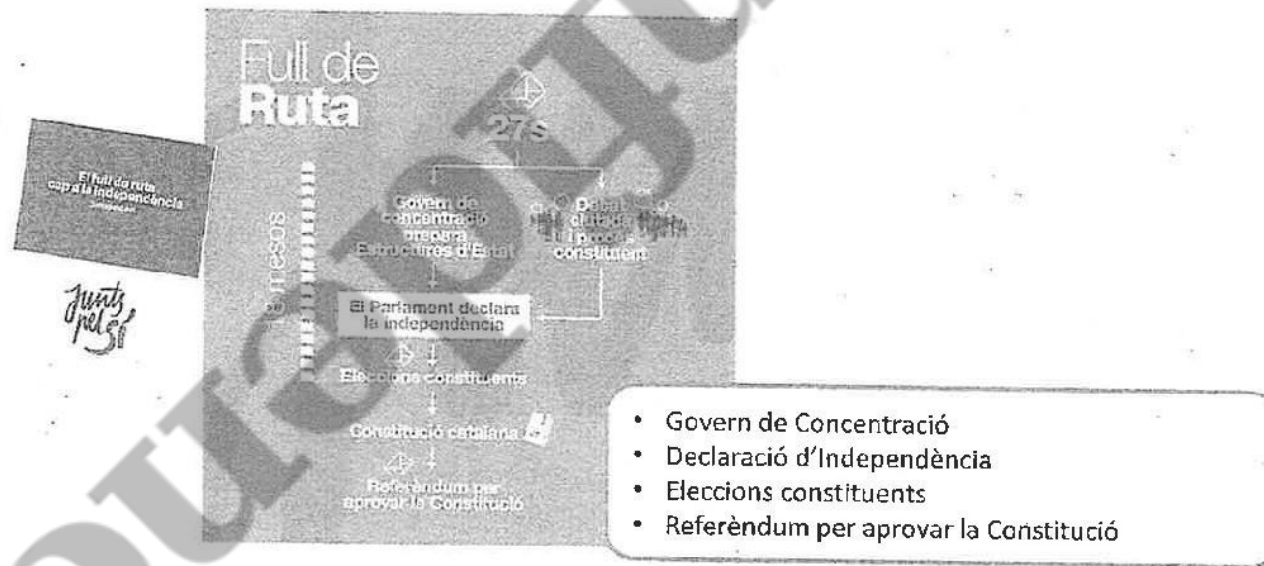 Full de
Ruta
27S
El full de ruta
cap a la independència
Junts
pel Sí
mesos
Govern de
concentració
prepara
Estructures d'Estat
Debat
ciutadà
i procés
constituent
El Parlament declara
la independència
Eleccions constituents
Constitució catalana
Referèndum per
aprovar la Constitució
• Govern de Concentració
• Declaració d'Independència
• Eleccions constituents
• Referèndum per aprovar la Constitució